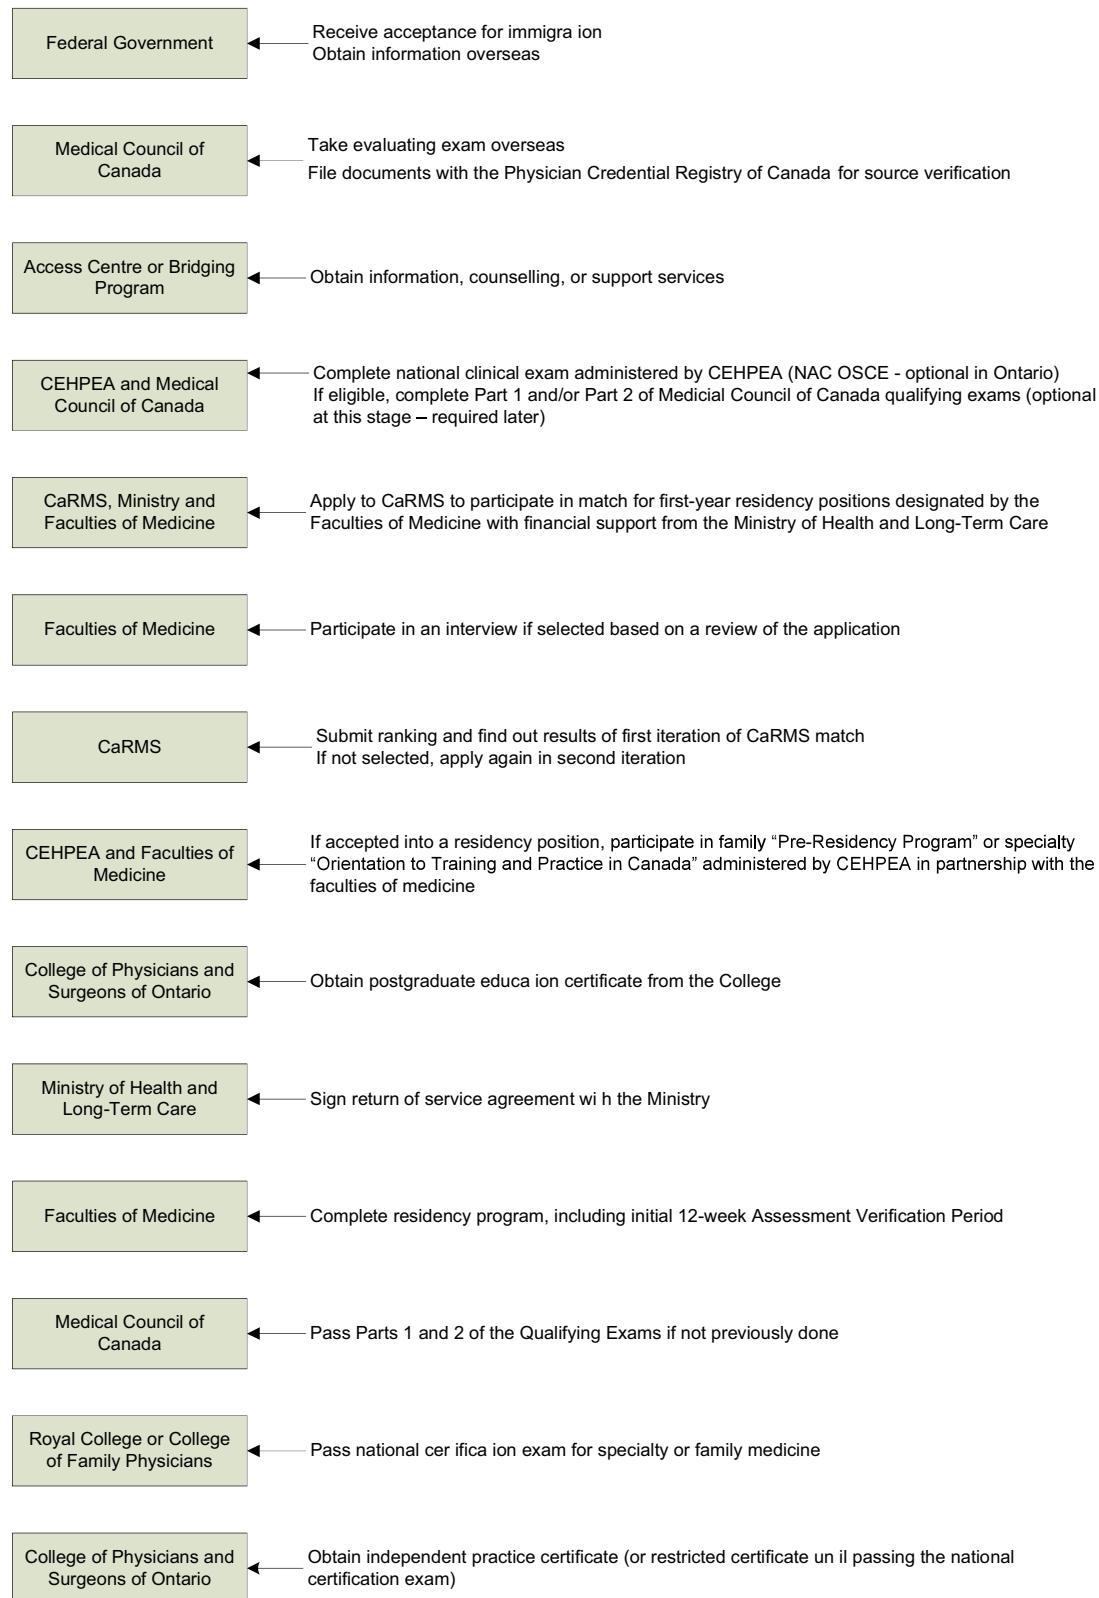 Federal Government
Receive acceptance for immigra ion
Obtain information overseas
Medical Council of
Canada
Take evaluating exam overseas
File documents with the Physician Credential Registry of Canada for source verification
Access Centre or Bridging
Program
Obtain information, counselling, or support services
CEHPEA and Medical
Council of Canada
Complete national clinical exam administered by CEHPEA (NAC OSCE - optional in Ontario)
If eligible, complete Part 1 and/or Part 2 of Medicial Council of Canada qualifying exams (optional
at this stage – required later)
CaRMS, Ministry and
Faculties of Medicine
Apply to CaRMS to participate in match for first-year residency positions designated by the
Faculties of Medicine with financial support from the Ministry of Health and Long-Term Care
Faculties of Medicine
Participate in an interview if selected based on a review of the application
CaRMS
Submit ranking and find out results of first iteration of CaRMS match
If not selected, apply again in second iteration
CEHPEA and Faculties of
Medicine
If accepted into a residency position, participate in family “Pre-Residency Program” or specialty
“Orientation to Training and Practice in Canada” administered by CEHPEA in partnership with the
faculties of medicine
College of Physicians and
Surgeons of Ontario
Obtain postgraduate educa ion certificate from the College
Ministry of Health and
Long-Term Care
Sign return of service agreement wi h the Ministry
Faculties of Medicine
Complete residency program, including initial 12-week Assessment Verification Period
Medical Council of
Canada
Pass Parts 1 and 2 of the Qualifying Exams if not previously done
Royal College or College
of Family Physicians
Pass national cer ifica ion exam for specialty or family medicine
College of Physicians and
Surgeons of Ontario
Obtain independent practice certificate (or restricted certificate un il passing the national
certification exam)